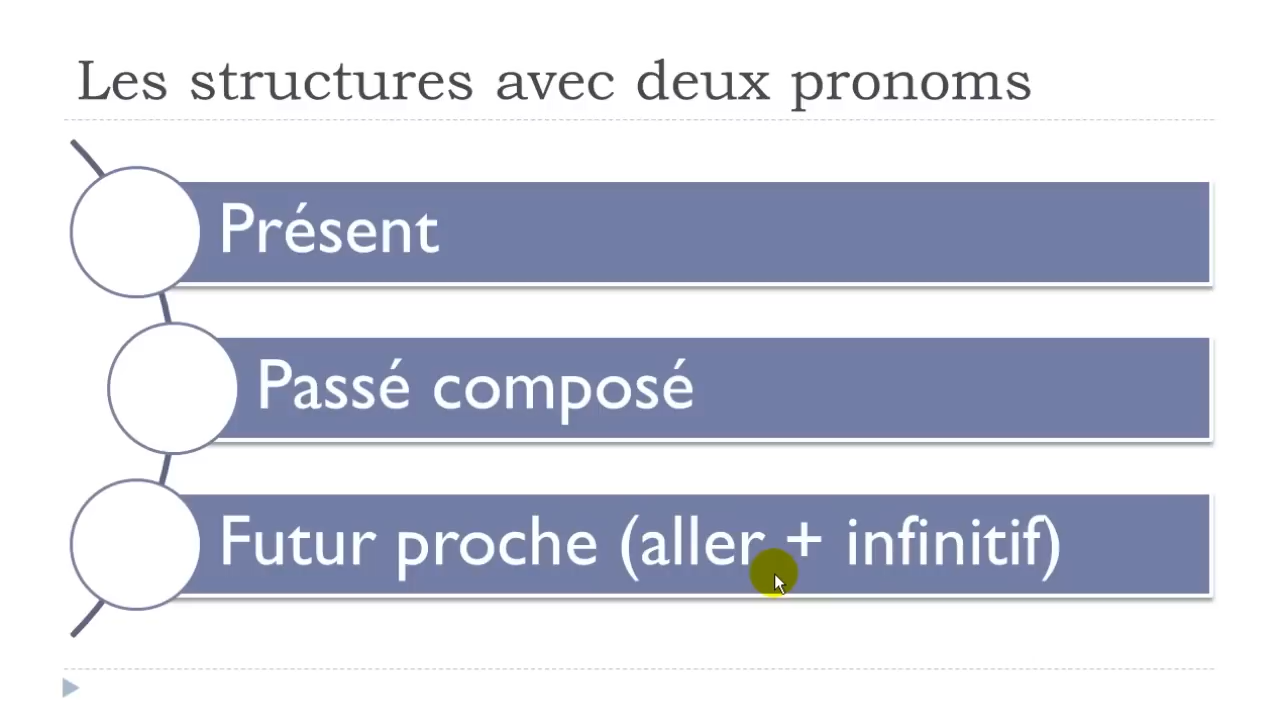 Les structures avec deux pronoms
Présent
Passé composé
Futur proche (aller + infinitif)